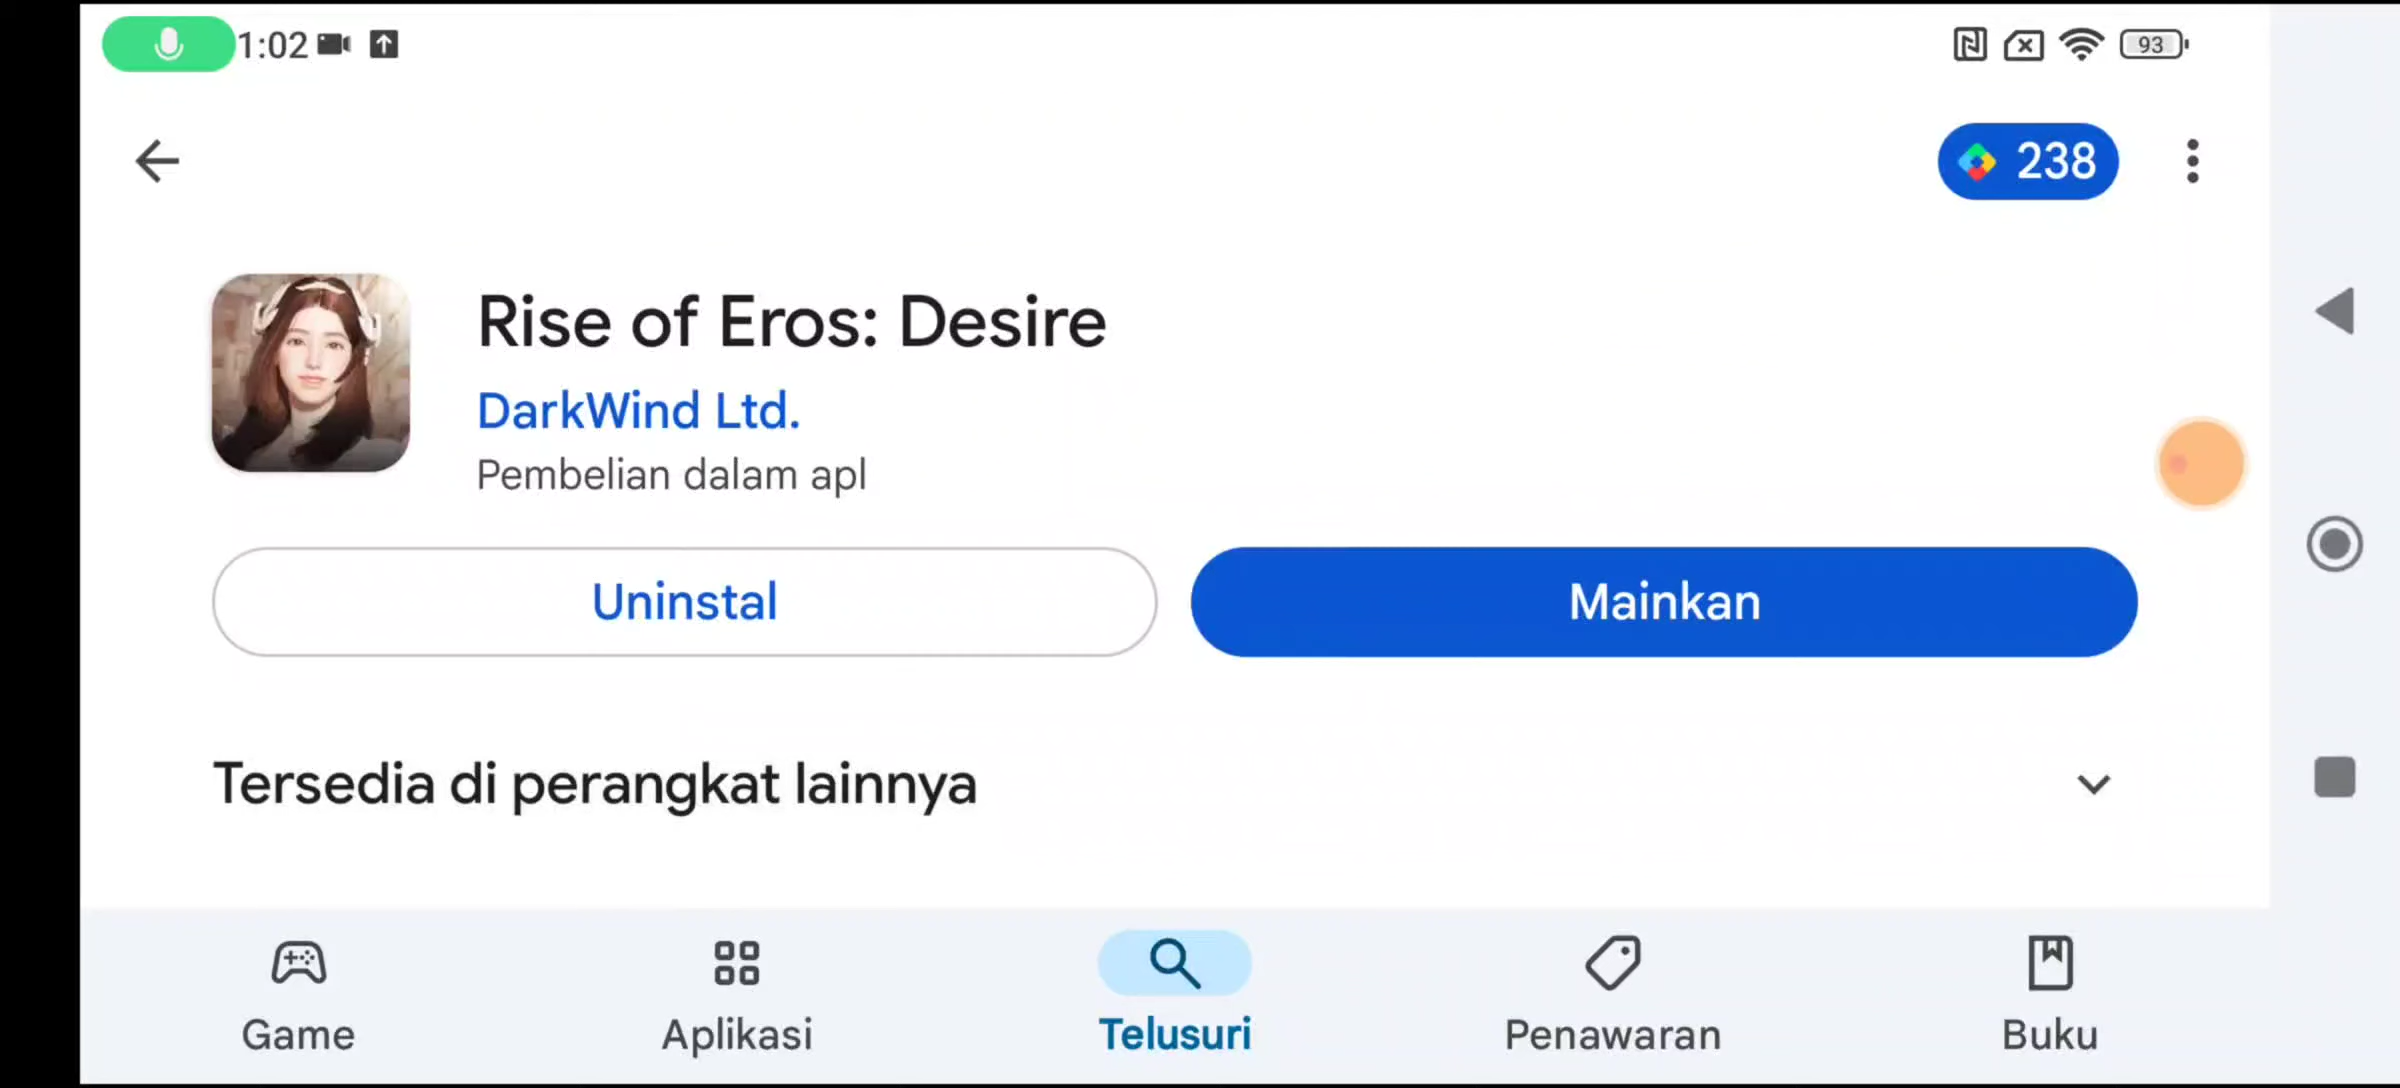 1:02
93
238
Rise of Eros: Desire
DarkWind Ltd.
Pembelian dalam apl
Uninstal
Mainkan
Tersedia di perangkat lainnya
Game
Aplikasi
Telusuri
Penawaran
Buku